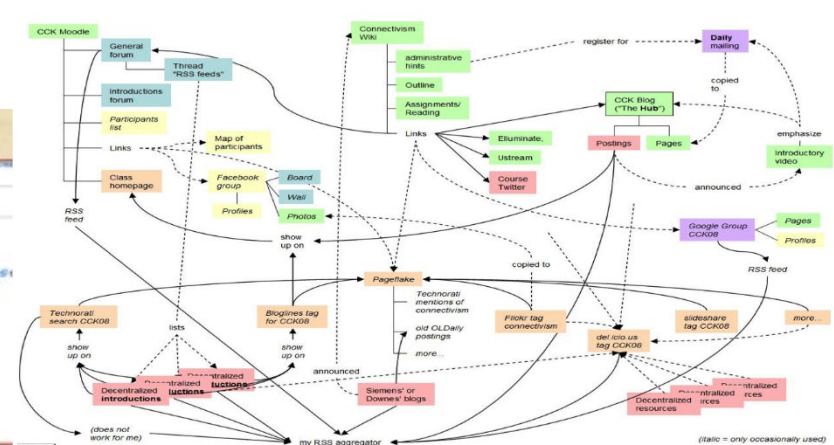 CCK Moodle
General
forum
Thread
"RSS feeds"
Introductions
forum
Participants
list
Links
Map of
participants
Class
homepage
Facebook
group
Board
Wall
Photos
Profiles
RSS
feed
show
up on
Connectivism
Wiki
administrative
hints
Outline
Assignments/
Reading
Links
register for
Daily
mailing
copied
to
CCK Blog
("The Hub")
Postings
Pages
emphasize
introductory
video
announced
Elluminate,
Ustream
Course
Twitter
Google Group
CCK08
Pages
Profiles
RSS feed
copied to
Pageflake
Technorati
mentions of
connectivism
old OLDaily
postings
more...
Technorati
search CCK08
Bloglines tag
for CCK08
Flickr tag
connectivism
slideshare
tag CCK08
more...
del.icio.us
tag CCK08
lists
show
up on
show
up on
announced
Decentralized
uctions
Decentralized
introductions
Siemens' or
Downes' blogs
Decentralized
resources
(does not
work for me)
my RSS aggregator
(italic = only occasionally used)